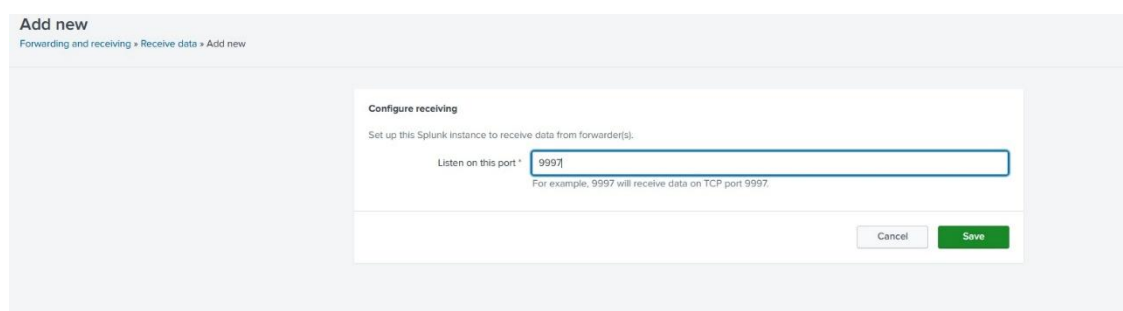 Add new
Forwarding and receiving » Receive data » Add new
Configure receiving
Set up this Splunk instance to receive data from forwarder(s).
Listen on this port * 9997
For example, 9997 will receive data on TCP port 9997.
Cancel Save